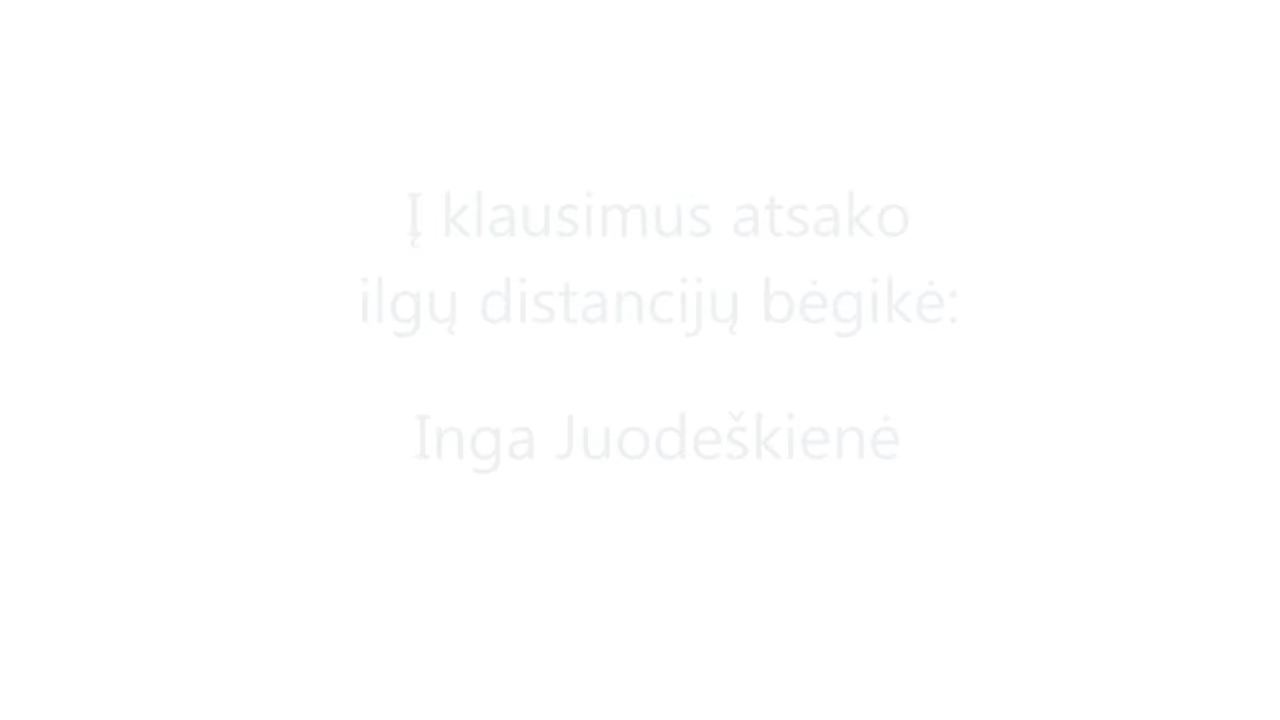 Į klausimus atsako
ilgų distancijų bėgikė:
Inga Juodeškienė